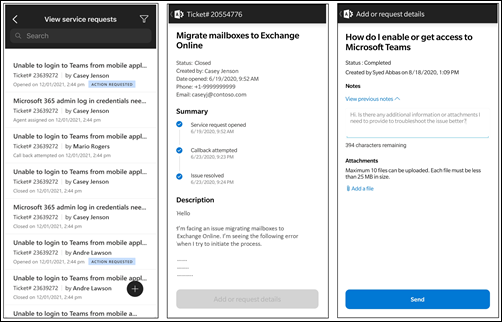 View service requests
Search
Unable to login to Teams from mobile appl...
Ticket# 23639272 | by Casey Jenson
Opened on 12/01/2021, 2:44 pm ACTION REQUESTED
Microsoft 365 admin log in credentials nee...
Ticket# 23639272 | by Casey Jenson
Agent assigned on 12/01/2021, 2:44 pm
Unable to login to Teams from mobile appl...
Ticket# 23639272 | by Mario Rogers
Call back attempted on 12/01/2021, 2:44 pm
Unable to login to Teams from mobile appl...
Ticket# 23639272 | by Casey Jenson
Closed on 12/01/2021, 2:44 pm
Microsoft 365 admin log in credentials nee...
Ticket# 23639272 | by Casey Jenson
Closed on 12/01/2021, 2:44 pm
Unable to login to Teams from mobile appl...
Ticket# 23639272 | by Andre Lawson
Opened on 12/01/2021, 2:44 pm ACTION REQUESTED
Unable to login to Teams from mobile appl...
Ticket# 23639272 | by Andre Lawson
Closed on 12/01/2021, 2:44 pm
Unable to login to Teams from mobile a...
Ticket# 20554776
Migrate mailboxes to Exchange
Online
Status: Closed
Created by: Casey Jenson
Date opened: 6/19/2020, 9:52 AM
Phone: +1-9999999999
Email: caseyj@contoso.com
Summary
Service request opened
6/19/2020, 9:52 AM
Callback attempted
6/23/2020, 9:23 PM
Issue resolved
6/23/2020, 9:24 PM
Description
Hello
I'm facing an issue migrating mailboxes to
Exchange Online. I'm seeing the following error
when I try to initiate the process.
Add or request details
Add or request details
How do I enable or get access to
Microsoft Teams
Status : Completed
Created by Syed Abbas on 8/18/2020, 1:09 PM
Notes
View previous notes
Hi. Is there any additional information or attachments I
need to provide to troubleshoot the issue better?
394 characters remaining
Attachments
Maximum 10 files can be uploaded. Each file must be less
than 25 MB in size.
Add a file
Send